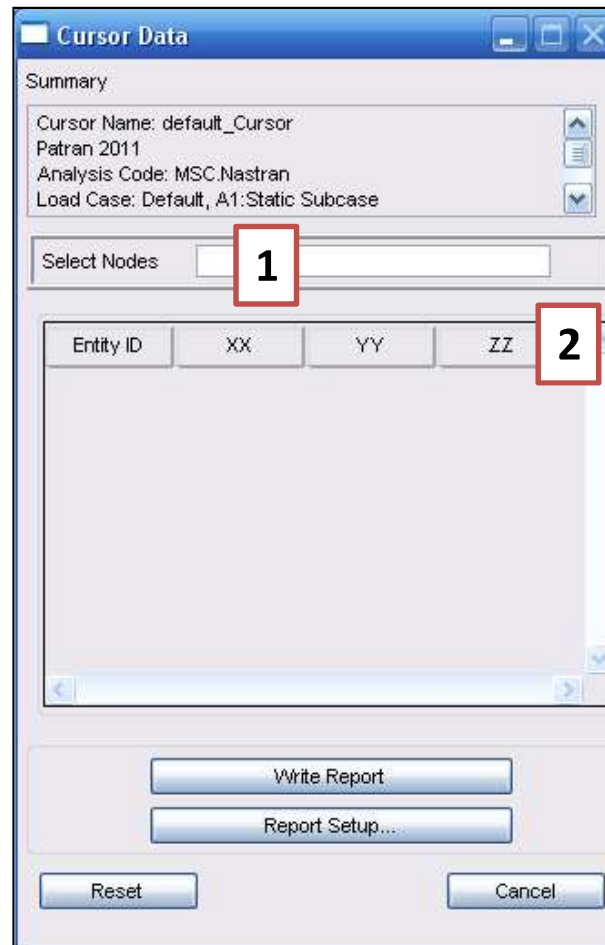 Cursor Data
Summary
Cursor Name: default_Cursor
Patran 2011
Analysis Code: MSC.Nastran
Load Case: Default, A1:Static Subcase
Select Nodes 1
Entity ID XX YY ZZ 2
Write Report
Report Setup...
Reset Cancel